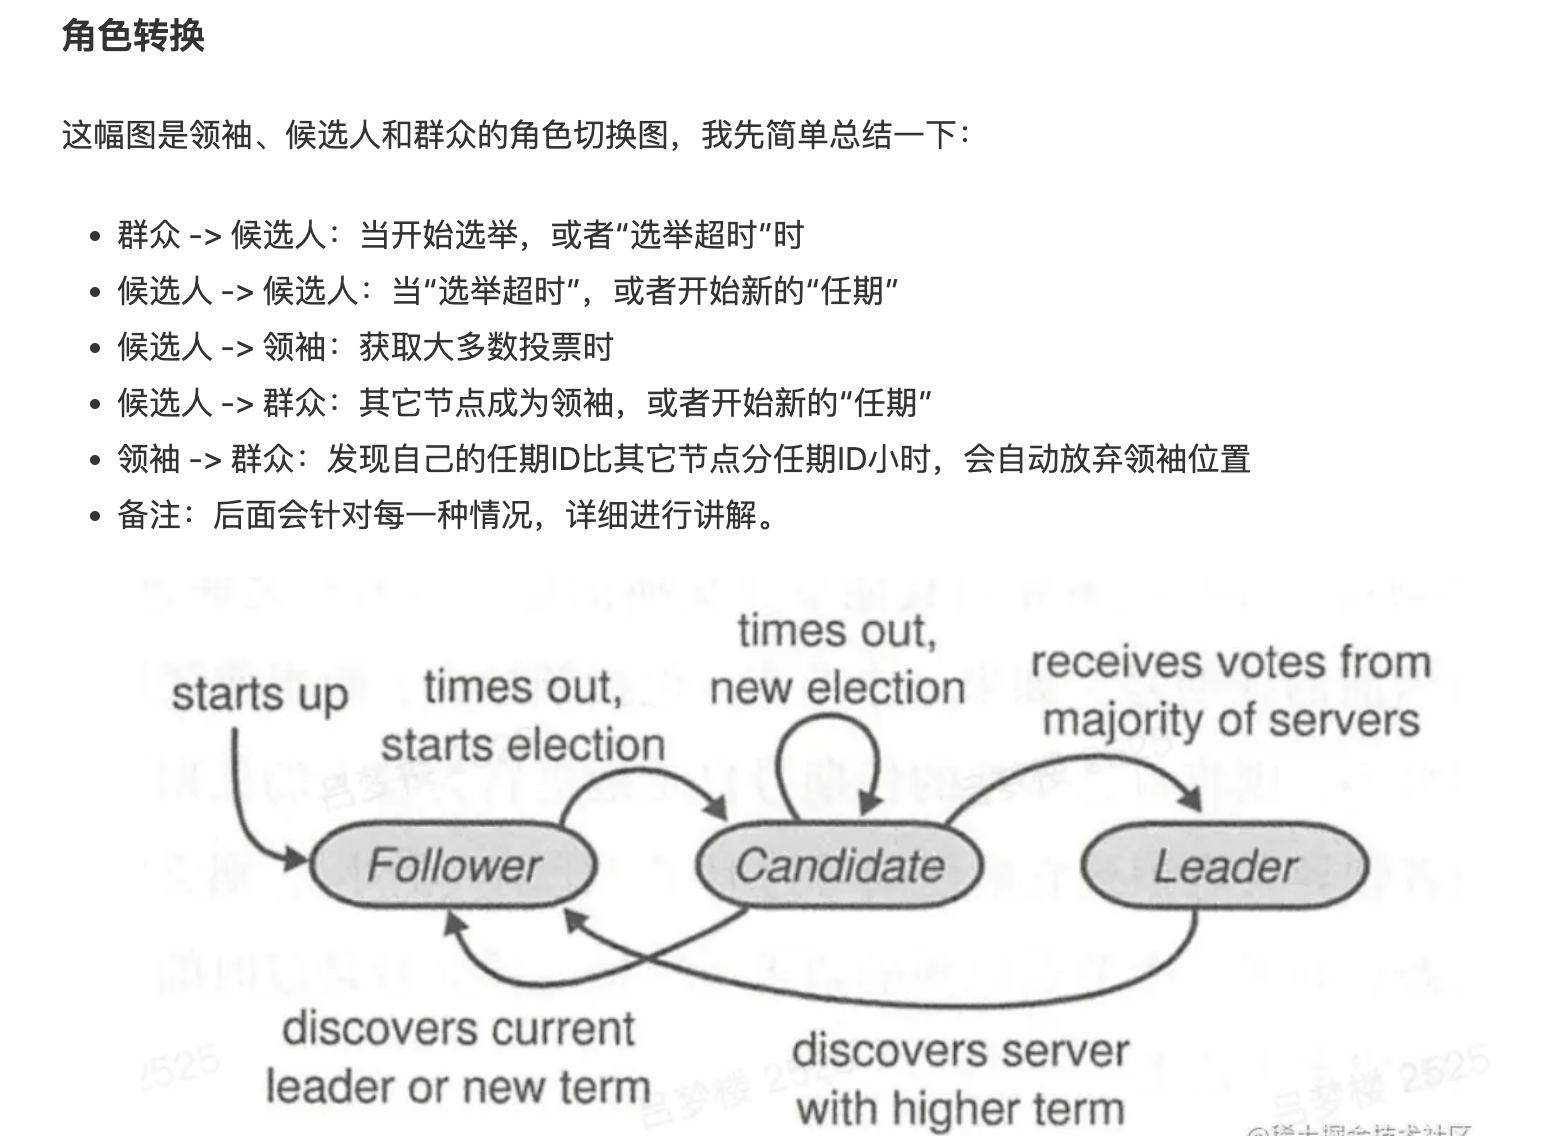 角色转换
这幅图是领袖、候选人和群众的角色切换图，我先简单总结一下：
• 群众 -> 候选人：当开始选举，或者“选举超时”时
• 候选人 -> 候选人：当“选举超时”，或者开始新的“任期”
• 候选人 -> 领袖：获取大多数投票时
• 候选人 -> 群众：其它节点成为领袖，或者开始新的“任期”
• 领袖 -> 群众：发现自己的任期ID比其它节点分任期ID小时，会自动放弃领袖位置
• 备注：后面会针对每一种情况，详细进行讲解。
starts up
times out,
starts election
times out,
new election
receives votes from
majority of servers
Follower
Candidate
Leader
discovers current
leader or new term
discovers server
with higher term
2525
吕梦楼 2525
吕梦楼 2525
@稀土掘金技术社区